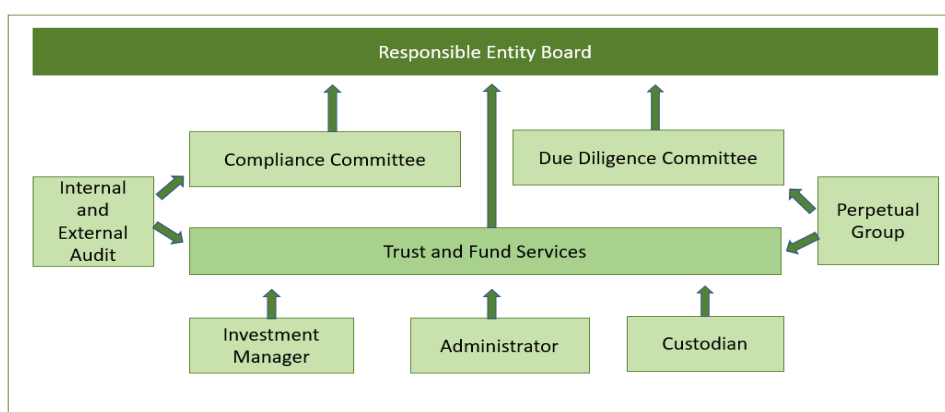 Responsible Entity Board
Compliance Committee
Due Diligence Committee
Internal
and
External
Audit
Perpetual
Group
Trust and Fund Services
Investment
Manager
Administrator
Custodian